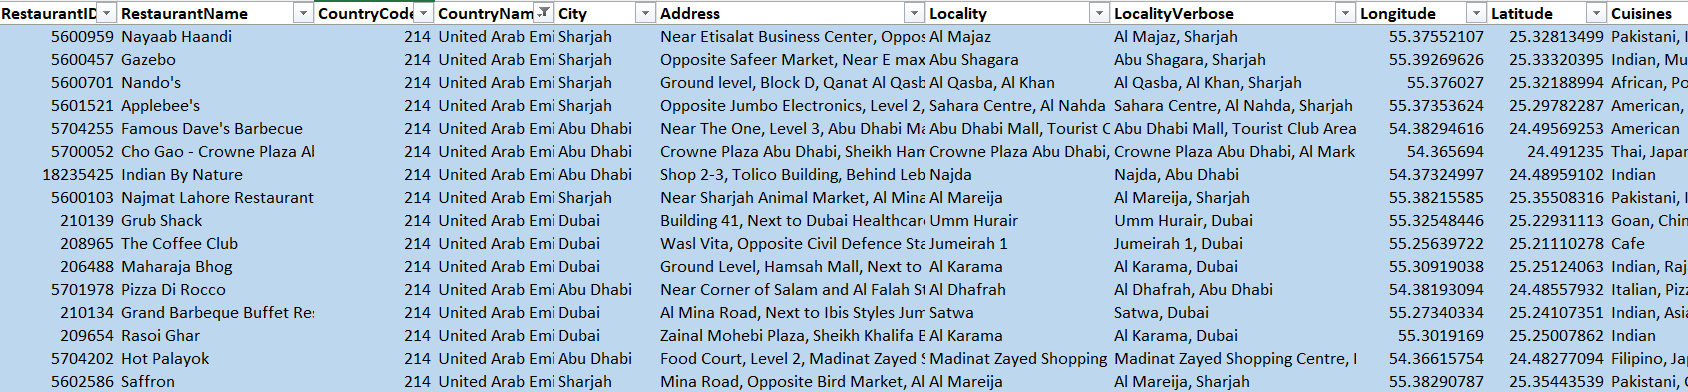 RestaurantID RestaurantName CountryCode CountryNam City Address Locality LocalityVerbose Longitude Latitude Cuisines
5600959 Nayaab Haandi 214 United Arab Emi Sharjah Near Etisalat Business Center, Oppos Al Majaz Al Majaz, Sharjah 55.37552107 25.32813499 Pakistani, I
5600457 Gazebo 214 United Arab Emi Sharjah Opposite Safeer Market, Near E max Abu Shagara Abu Shagara, Sharjah 55.39269626 25.33320395 Indian, Mu
5600701 Nando's 214 United Arab Emi Sharjah Ground level, Block D, Qanat Al Qasb Al Qasba, Al Khan Al Qasba, Al Khan, Sharjah 55.376027 25.32188994 African, Po
5601521 Applebee's 214 United Arab Emi Sharjah Opposite Jumbo Electronics, Level 2, Sahara Centre, Al Nahda Sahara Centre, Al Nahda, Sharjah 55.37353624 25.29782287 American,
5704255 Famous Dave's Barbecue 214 United Arab Emi Abu Dhabi Near The One, Level 3, Abu Dhabi Ma Abu Dhabi Mall, Tourist C Abu Dhabi Mall, Tourist Club Area 54.38294616 24.49569253 American
5700052 Cho Gao - Crowne Plaza Al 214 United Arab Emi Abu Dhabi Crowne Plaza Abu Dhabi, Sheikh Ham Crowne Plaza Abu Dhabi, Crowne Plaza Abu Dhabi, Al Mark 54.365694 24.491235 Thai, Japan
18235425 Indian By Nature 214 United Arab Emi Abu Dhabi Shop 2-3, Tolico Building, Behind Leb Najda Najda, Abu Dhabi 54.37324997 24.48959102 Indian
5600103 Najmat Lahore Restaurant 214 United Arab Emi Sharjah Near Sharjah Animal Market, Al Mina Al Mareija Al Mareija, Sharjah 55.38215585 25.35508316 Pakistani, I
210139 Grub Shack 214 United Arab Emi Dubai Building 41, Next to Dubai Healthcar Umm Hurair Umm Hurair, Dubai 55.32548446 25.22931113 Goan, Chin
208965 The Coffee Club 214 United Arab Emi Dubai Wasl Vita, Opposite Civil Defence Sta Jumeirah 1 Jumeirah 1, Dubai 55.25639722 25.21110278 Cafe
206488 Maharaja Bhog 214 United Arab Emi Dubai Ground Level, Hamsah Mall, Next to Al Karama Al Karama, Dubai 55.30919038 25.25124063 Indian, Raj
5701978 Pizza Di Rocco 214 United Arab Emi Abu Dhabi Near Corner of Salam and Al Falah St Al Dhafrah Al Dhafrah, Abu Dhabi 54.38193094 24.48557932 Italian, Pizz
210134 Grand Barbeque Buffet Res 214 United Arab Emi Dubai Al Mina Road, Next to Ibis Styles Jum Satwa Satwa, Dubai 55.27340334 25.24107351 Indian, Asi
209654 Rasoi Ghar 214 United Arab Emi Dubai Zainal Mohebi Plaza, Sheikh Khalifa B Al Karama Al Karama, Dubai 55.3019169 25.25007862 Indian
5704202 Hot Palayok 214 United Arab Emi Abu Dhabi Food Court, Level 2, Madinat Zayed S Madinat Zayed Shopping Madinat Zayed Shopping Centre, 54.36615754 24.48277094 Filipino, Jap
5602586 Saffron 214 United Arab Emi Sharjah Mina Road, Opposite Bird Market, Al Al Mareija Al Mareija, Sharjah 55.38290787 25.35443539 Pakistani,